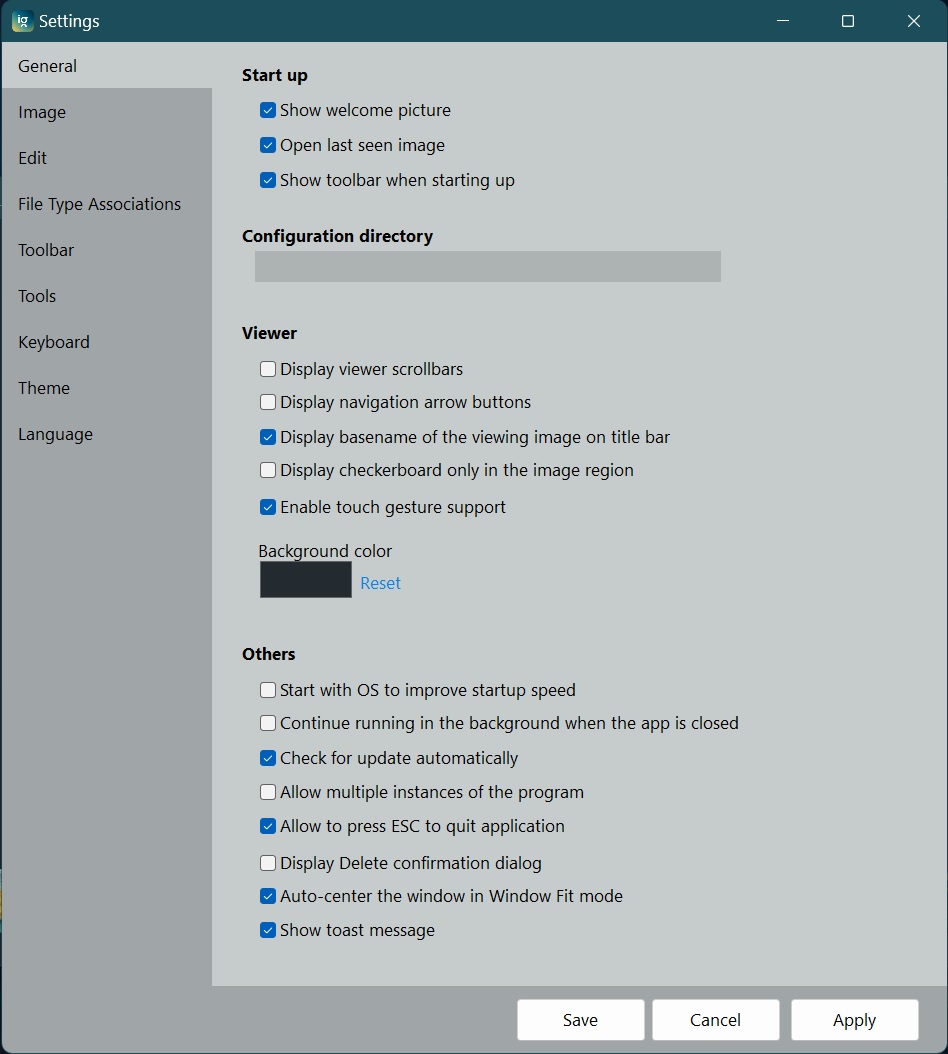 ig Settings
General
Image
Edit
File Type Associations
Toolbar
Tools
Keyboard
Theme
Language
Start up
Show welcome picture
Open last seen image
Show toolbar when starting up
Configuration directory
Viewer
Display viewer scrollbars
Display navigation arrow buttons
Display basename of the viewing image on title bar
Display checkerboard only in the image region
Enable touch gesture support
Background color
Reset
Others
Start with OS to improve startup speed
Continue running in the background when the app is closed
Check for update automatically
Allow multiple instances of the program
Allow to press ESC to quit application
Display Delete confirmation dialog
Auto-center the window in Window Fit mode
Show toast message
Save Cancel Apply